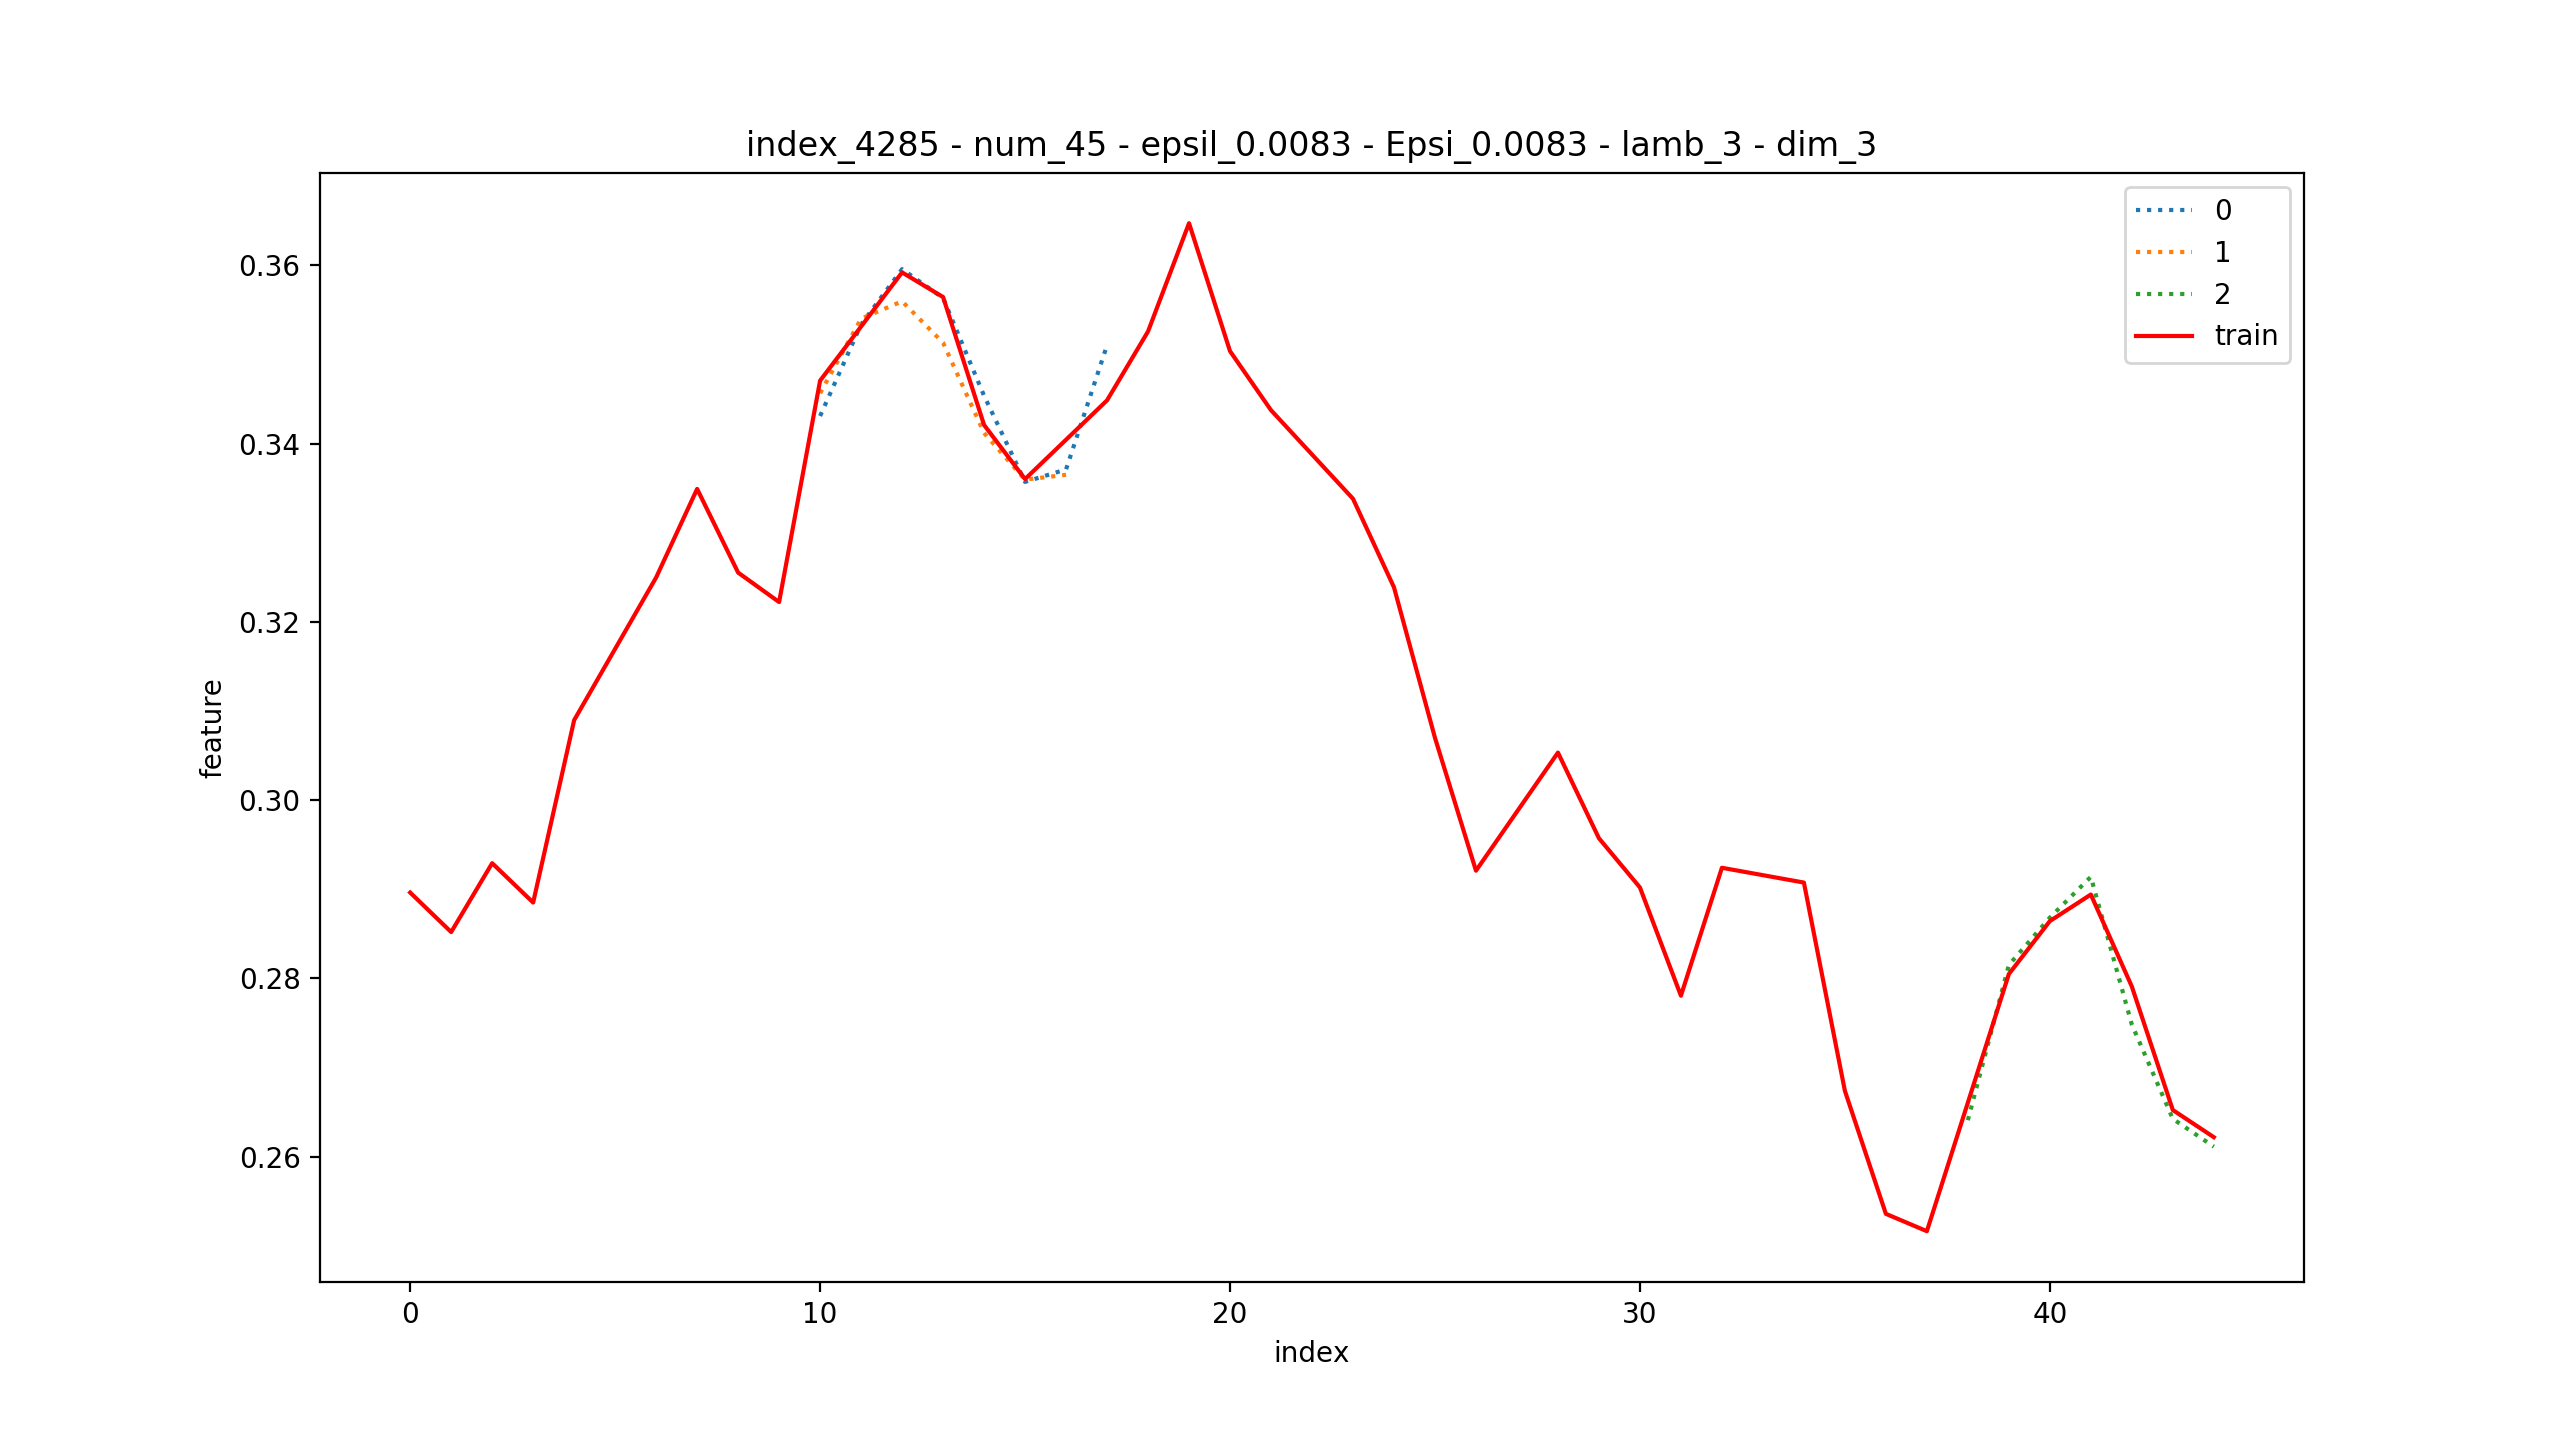 index_4285 - num_45 - epsil_0.0083 - Epsi_0.0083 - lamb_3 - dim_3
0
1
2
train
0.36
0.34
0.32
0.30
0.28
0.26
feature
0 10 20 30 40
index